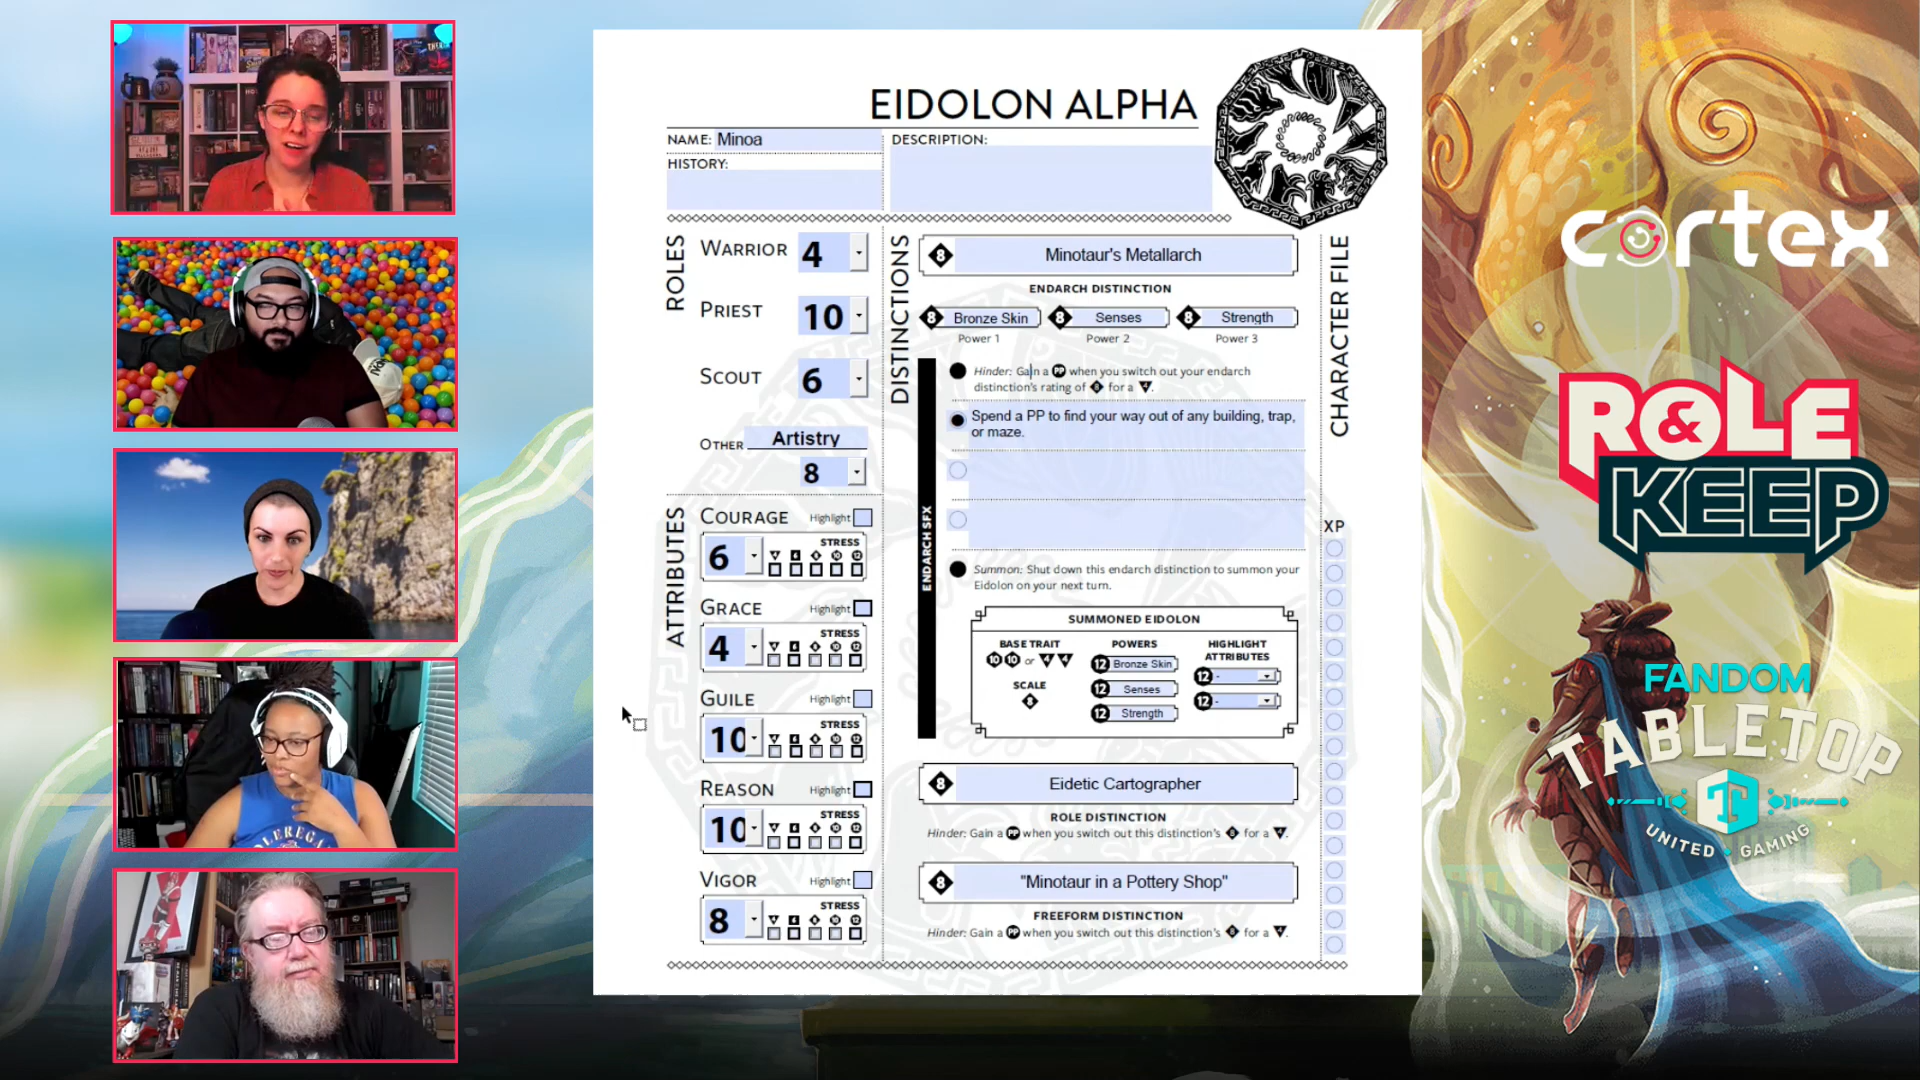 EIDOLON ALPHA
NAME: Minoa
HISTORY:
DESCRIPTION:
ROLES
WARRIOR 4
PRIEST 10
SCOUT 6
OTHER Artistry
8
ATTRIBUTES
COURAGE Highlight
6 STRESS
GRACE Highlight
4 STRESS
GUILE Highlight
10 STRESS
REASON Highlight
10 STRESS
VIGOR Highlight
8 STRESS
DISTINCTIONS
8 Minotaur's Metallarch
ENDARCH DISTINCTION
8 Bronze Skin 8 Senses 8 Strength
Power 1 Power 2 Power 3
ENDARCH SFX
Hinder: Gain a PP when you switch out your endarch
distinction's rating of 8 for a 4.
Spend a PP to find your way out of any building, trap,
or maze.
Summon: Shut down this endarch distinction to summon your
Eidolon on your next turn.
SUMMONED EIDOLON
BASE TRAIT
10 10 or 4 4
SCALE
8
POWERS
12 Bronze Skin
12 Senses
12 Strength
HIGHLIGHT
ATTRIBUTES
12 -
12 -
8 Eidetic Cartographer
ROLE DISTINCTION
Hinder: Gain a PP when you switch out this distinction's 8 for a 4.
8 "Minotaur in a Pottery Shop"
FREEFORM DISTINCTION
Hinder: Gain a PP when you switch out this distinction's 8 for a 4.
CHARACTER FILE
XP
cortex
ROLE
&
KEEP
FANDOM
TABLETOP
UNITED GAMING